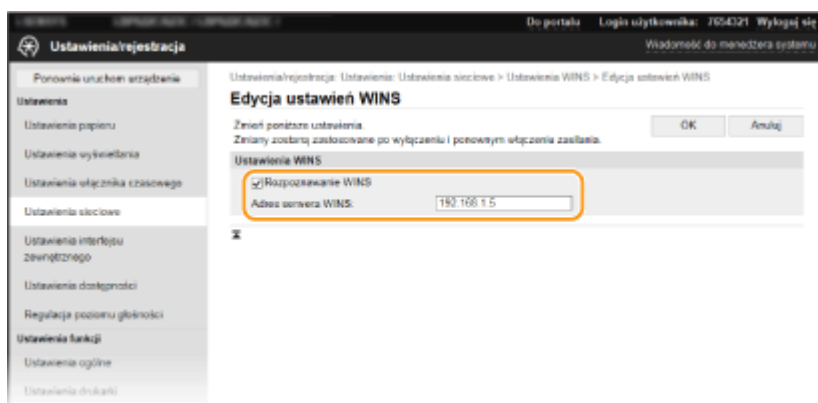 Do portalu Login użytkownika: 7654321 Wyloguj się
Ustawienia/rejestracja
Wiadomość do menedżera systemu
Ponownie uruchom urządzenie
Ustawienia
Ustawienia papieru
Ustawienia wyświetlania
Ustawienia włącznika czasowego
Ustawienia sieciowe
Ustawienia interfejsu
zewnętrznego
Ustawienia dostępności
Regulacja poziomu głośności
Ustawienia funkcji
Ustawienia ogólne
Ustawienia drukarki
Ustawienia/rejestracja: Ustawienia: Ustawienia sieciowe > Ustawienia WINS > Edycja ustawień WINS
Edycja ustawień WINS
Zmień poniższe ustawienia.
Zmiany zostaną zastosowane po wyłączeniu i ponownym włączenia zasilania.
OK Anuluj
Ustawienia WINS
Rozpoznawanie WINS
Adres serwera WINS: 192.168.1.5